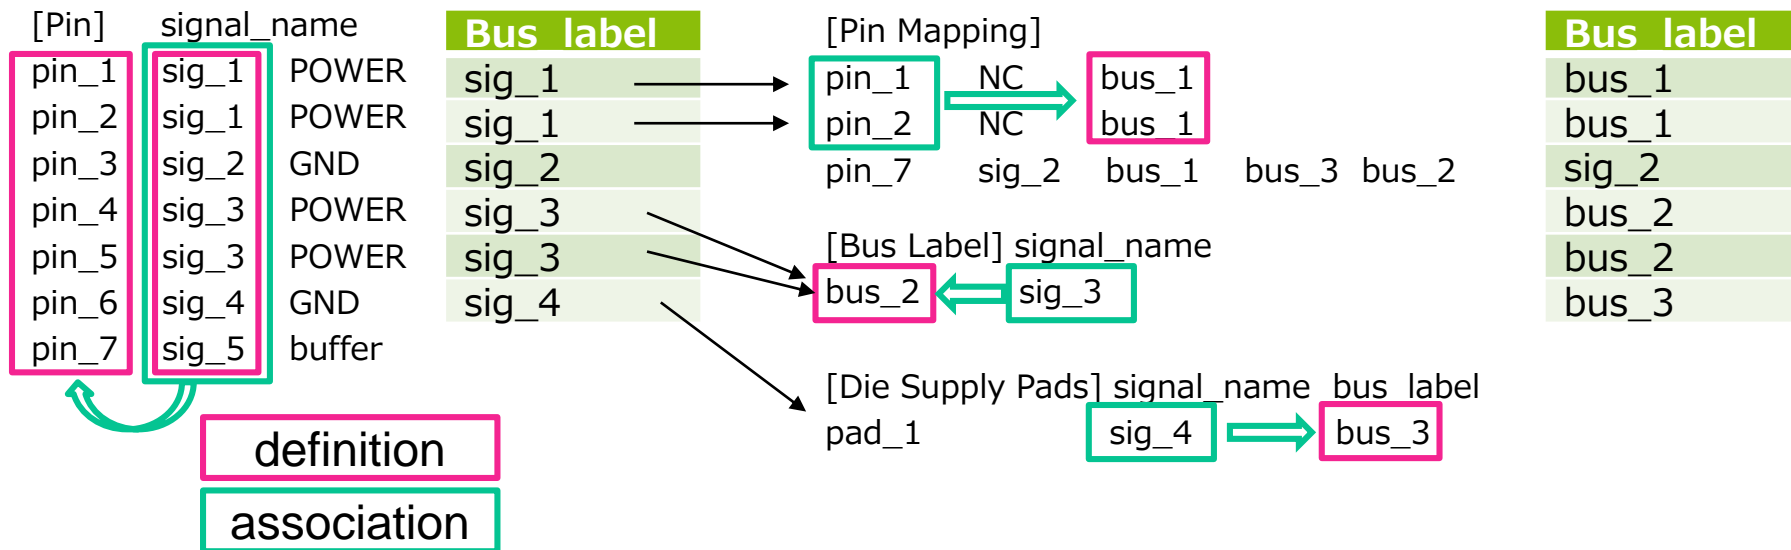 [Pin] signal_name
pin_1 sig_1 POWER
pin_2 sig_1 POWER
pin_3 sig_2 GND
pin_4 sig_3 POWER
pin_5 sig_3 POWER
pin_6 sig_4 GND
pin_7 sig_5 buffer
definition
association
Bus_label
sig_1
sig_1
sig_2
sig_3
sig_3
sig_4
[Pin Mapping]
pin_1 NC bus_1
pin_2 NC bus_1
pin_7 sig_2 bus_1 bus_3 bus_2
[Bus Label] signal_name
bus_2 sig_3
[Die Supply Pads] signal_name bus_label
pad_1 sig_4 bus_3
Bus_label
bus_1
bus_1
sig_2
bus_2
bus_2
bus_3